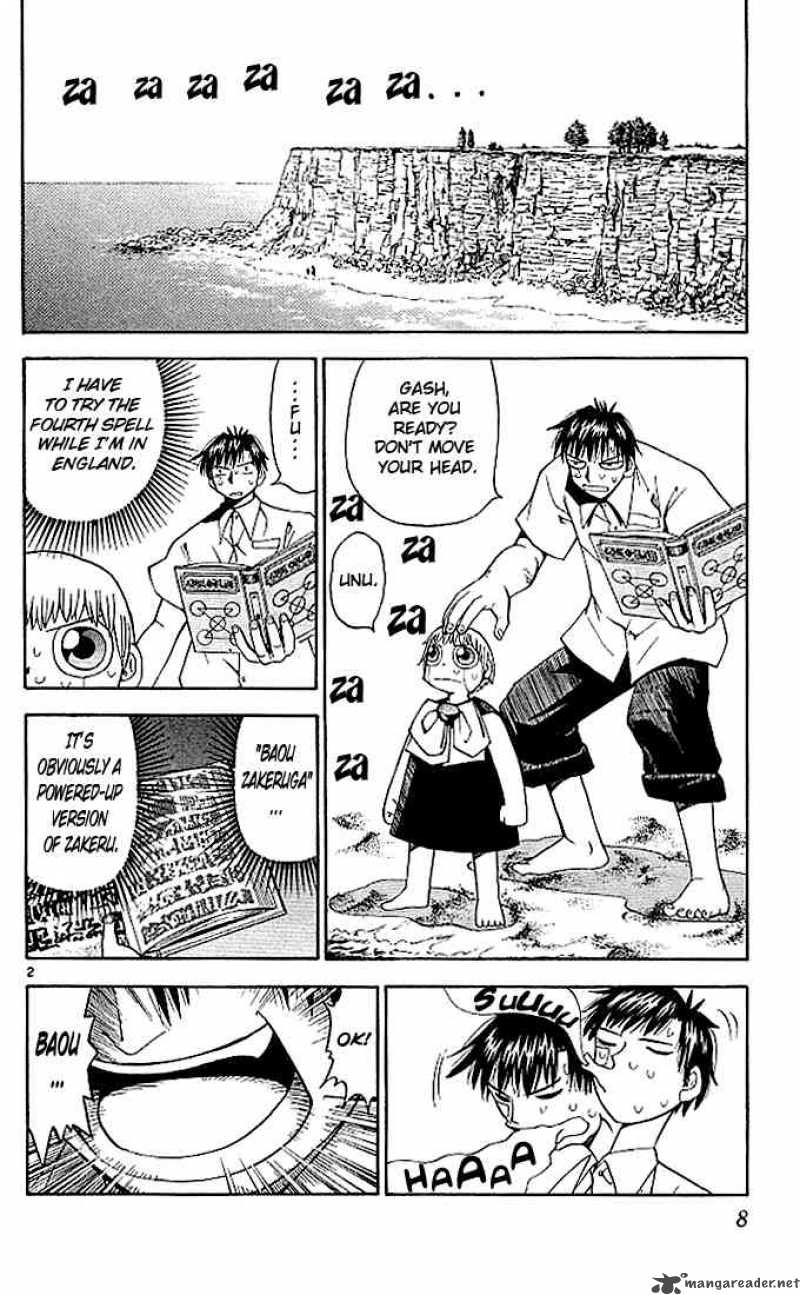 za za za za za za...
GASH,
ARE YOU
READY?
DON'T MOVE
YOUR HEAD.
za
za
UNU.
za
za
za
...FU...
I HAVE
TO TRY THE
FOURTH SPELL
WHILE I'M IN
ENGLAND.
"BAOU
ZAKERUGA"
...
IT'S
OBVIOUSLY A
POWERED-UP
VERSION
OF ZAKERU.
2
SUUUU
HAAAA
OK!
BAOU
...
8
mangareader.net